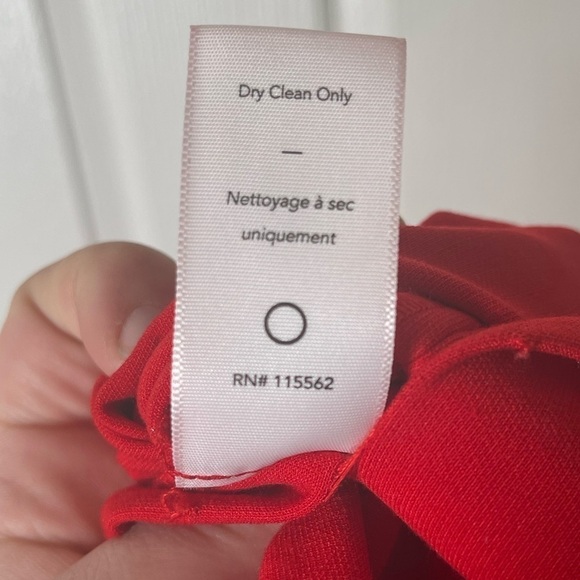 Dry Clean Only
—
Nettoyage à sec
uniquement
RN# 115562